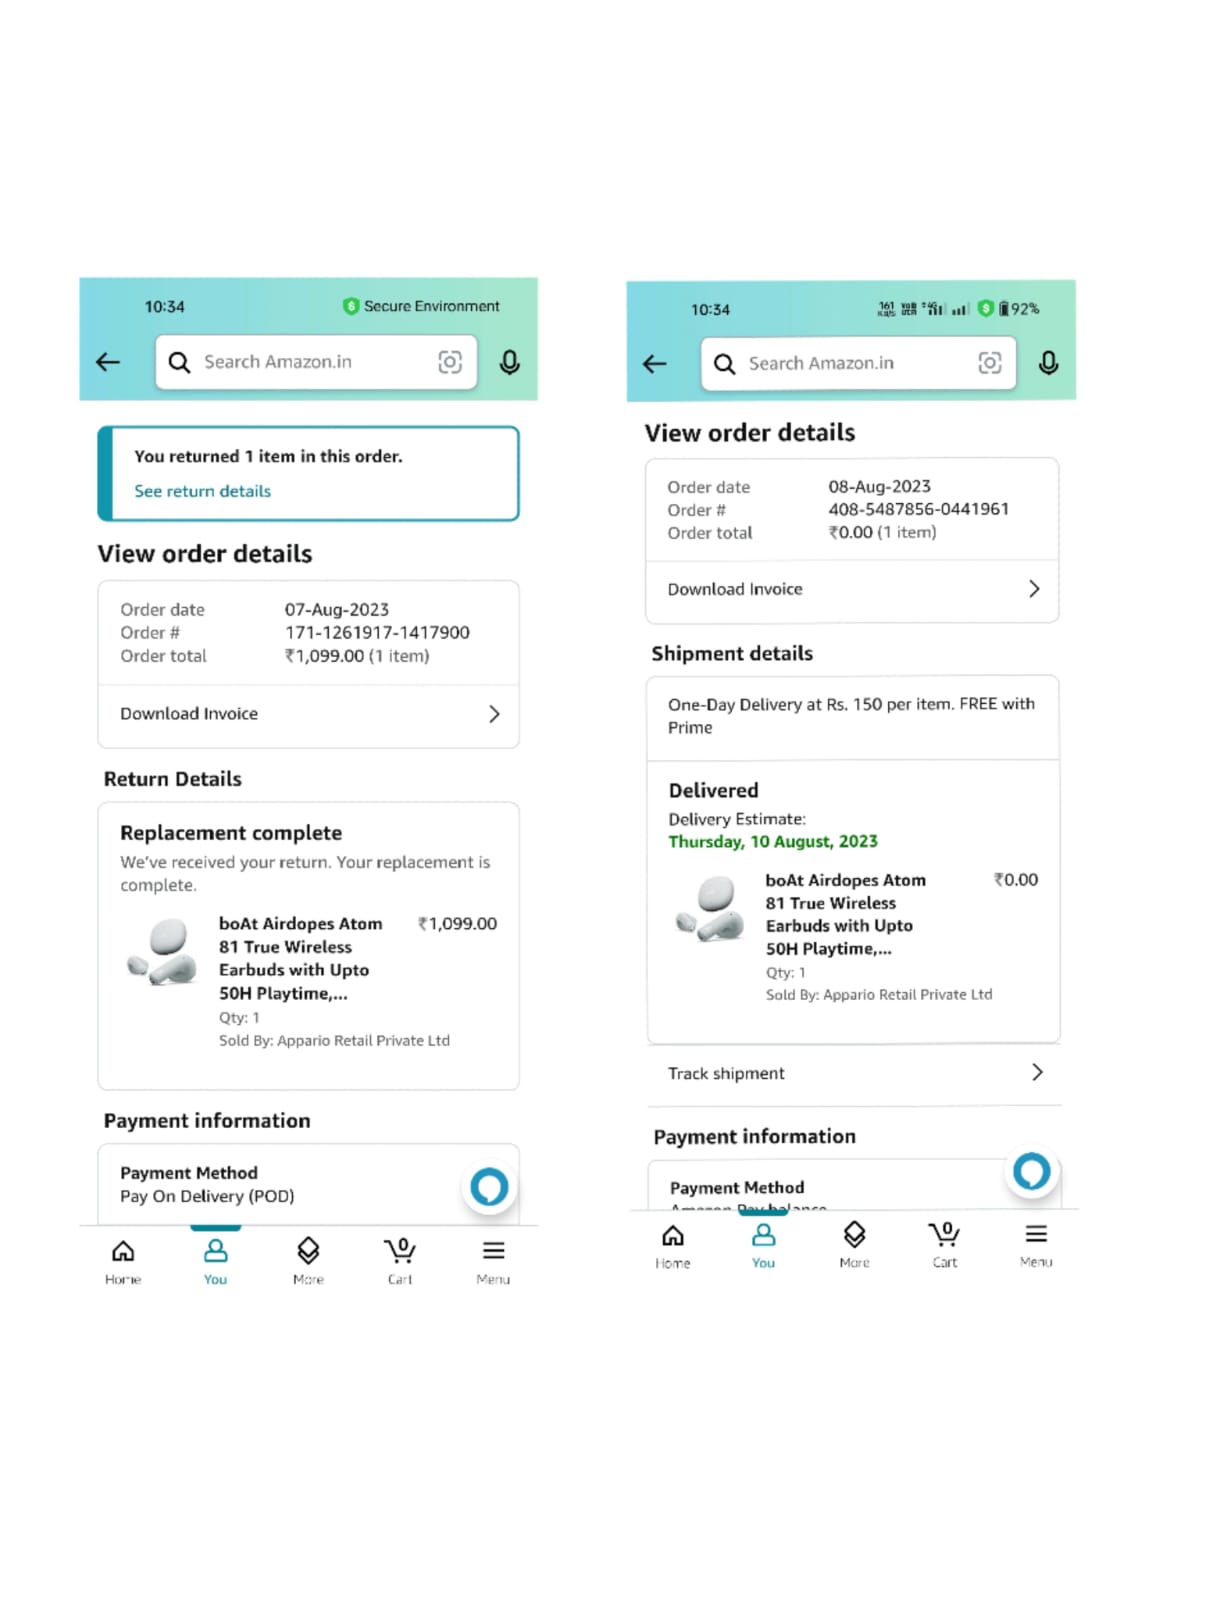 10:34
Secure Environment
Search Amazon.in
You returned 1 item in this order.
See return details
View order details
Order date 07-Aug-2023
Order # 171-1261917-1417900
Order total ₹1,099.00 (1 item)
Download Invoice
Return Details
Replacement complete
We've received your return. Your replacement is
complete.
boAt Airdopes Atom ₹1,099.00
81 True Wireless
Earbuds with Upto
50H Playtime,...
Qty: 1
Sold By: Appario Retail Private Ltd
Payment information
Payment Method
Pay On Delivery (POD)
Home You More 0 Cart Menu
10:34
92%
Search Amazon.in
View order details
Order date 08-Aug-2023
Order # 408-5487856-0441961
Order total ₹0.00 (1 item)
Download Invoice
Shipment details
One-Day Delivery at Rs. 150 per item. FREE with
Prime
Delivered
Delivery Estimate:
Thursday, 10 August, 2023
boAt Airdopes Atom ₹0.00
81 True Wireless
Earbuds with Upto
50H Playtime,...
Qty: 1
Sold By: Appario Retail Private Ltd
Track shipment
Payment information
Payment Method
Amazon Pay balance
Home You More 0 Cart Menu